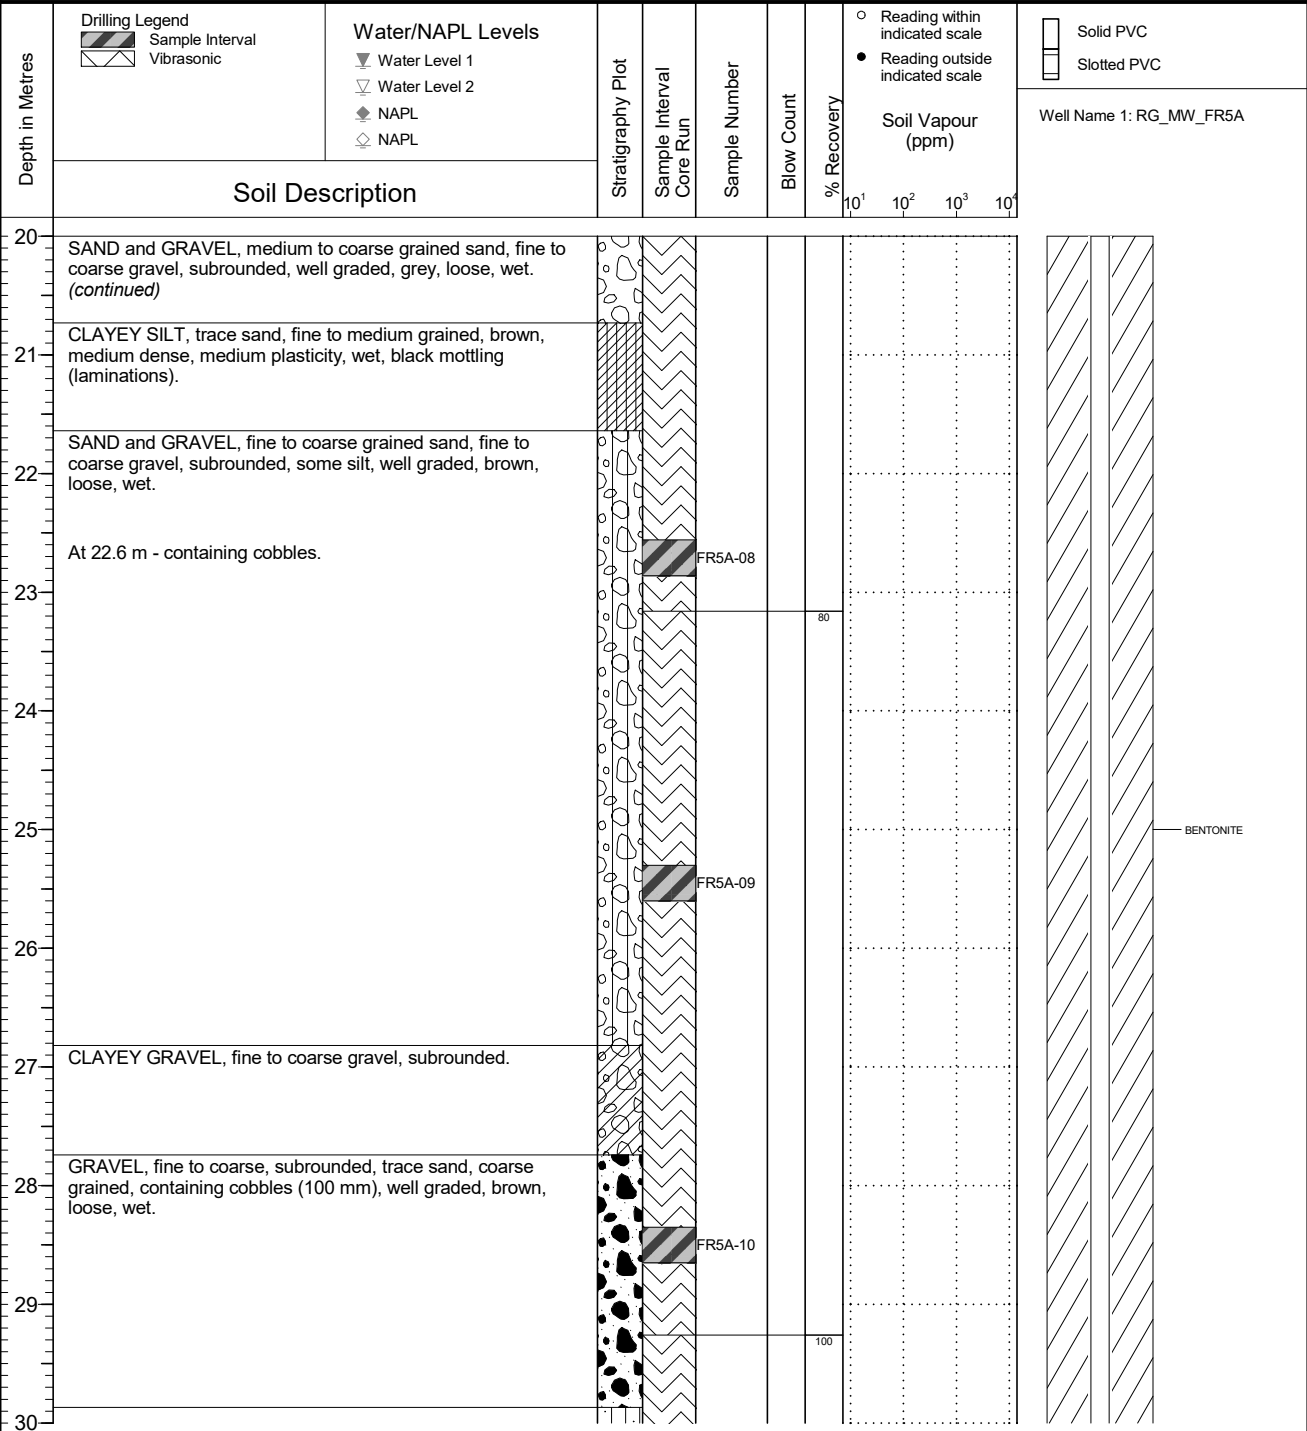 Drilling Legend
Sample Interval
Vibrasonic
Water/NAPL Levels
Water Level 1
Water Level 2
NAPL
NAPL
Depth in Metres
Soil Description
Stratigraphy Plot
Sample Interval
Core Run
Sample Number
Blow Count
% Recovery
Reading within
indicated scale
Reading outside
indicated scale
Soil Vapour
(ppm)
10¹ 10² 10³ 10⁴
Solid PVC
Slotted PVC
Well Name 1: RG_MW_FR5A
20
SAND and GRAVEL, medium to coarse grained sand, fine to
coarse gravel, subrounded, well graded, grey, loose, wet.
(continued)
CLAYEY SILT, trace sand, fine to medium grained, brown,
medium dense, medium plasticity, wet, black mottling
(laminations).
21
SAND and GRAVEL, fine to coarse grained sand, fine to
coarse gravel, subrounded, some silt, well graded, brown,
loose, wet.
22
At 22.6 m - containing cobbles.
FR5A-08
23
80
24
25
BENTONITE
FR5A-09
26
CLAYEY GRAVEL, fine to coarse gravel, subrounded.
27
GRAVEL, fine to coarse, subrounded, trace sand, coarse
grained, containing cobbles (100 mm), well graded, brown,
loose, wet.
28
FR5A-10
29
100
30